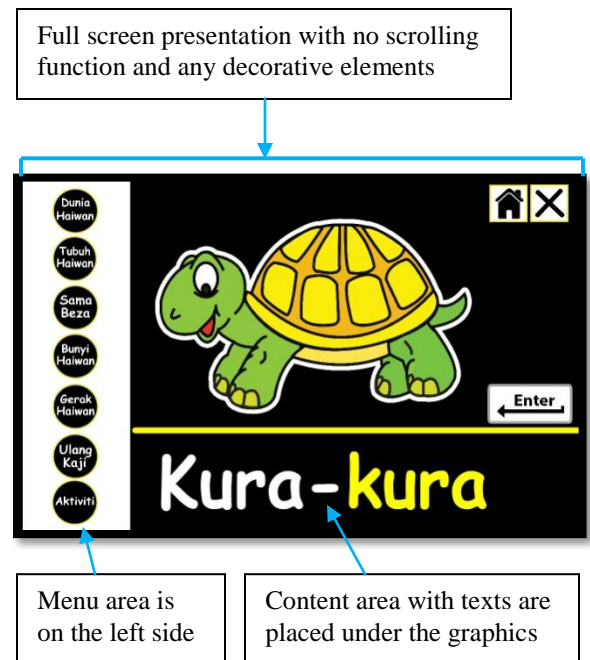 Full screen presentation with no scrolling
function and any decorative elements
Dunia
Haiwan
Tubuh
Haiwan
Sama
Beza
Bunyi
Haiwan
Gerak
Haiwan
Ulang
Kaji
Aktiviti
Enter
Kura-kura
Menu area is
on the left side
Content area with texts are
placed under the graphics